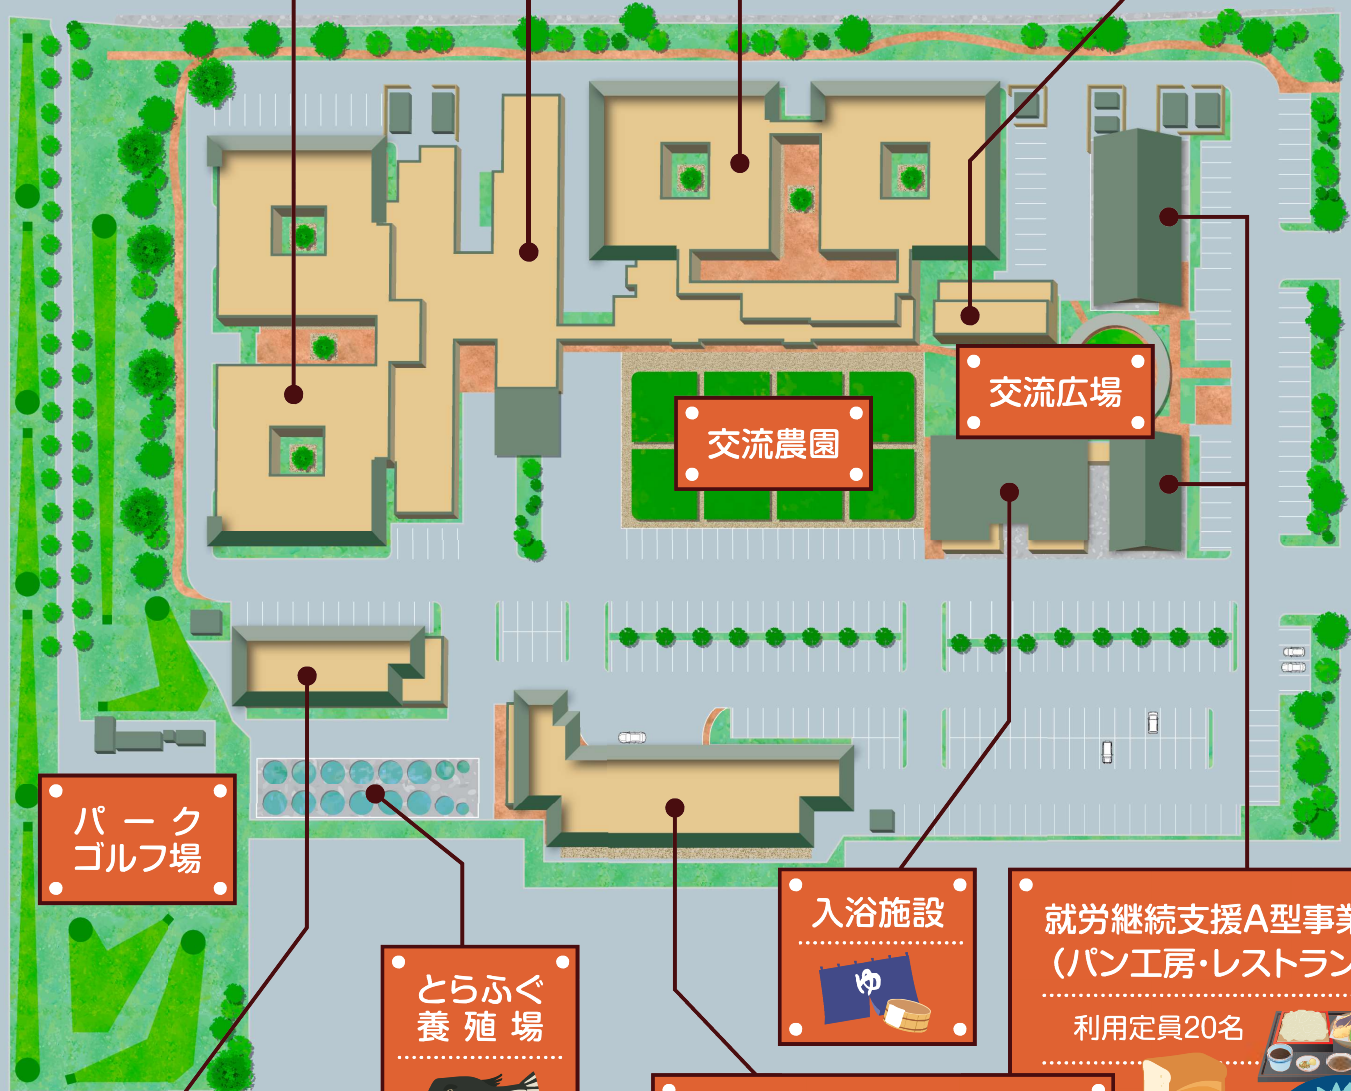 交流広場
交流農園
パーク
ゴルフ場
入浴施設
ゆ
就労継続支援A型事業
(パン工房・レストラン
利用定員20名
とらふぐ
養殖場